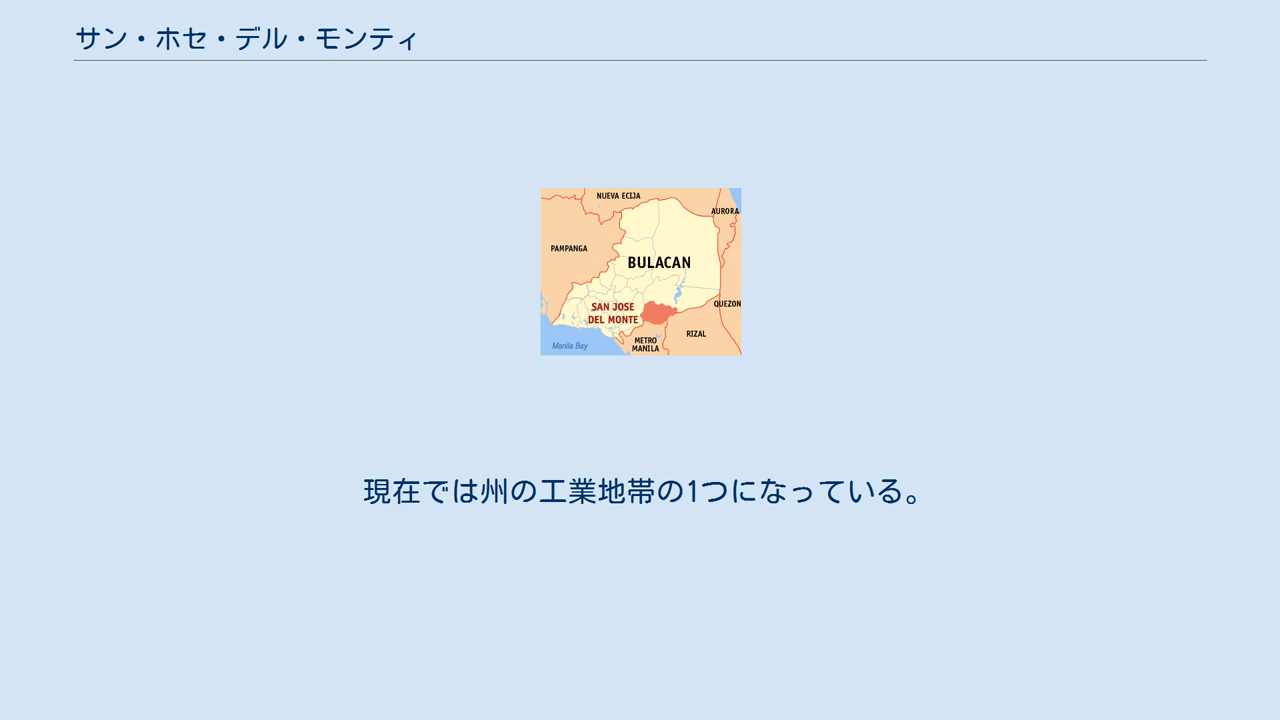 サン・ホセ・デル・モンティ
NUEVA ECIJA
AURORA
PAMPANGA
BULACAN
QUEZON
SAN JOSE
DEL MONTE
RIZAL
METRO
MANILA
Manila Bay
現在では州の工業地帯の1つになっている。